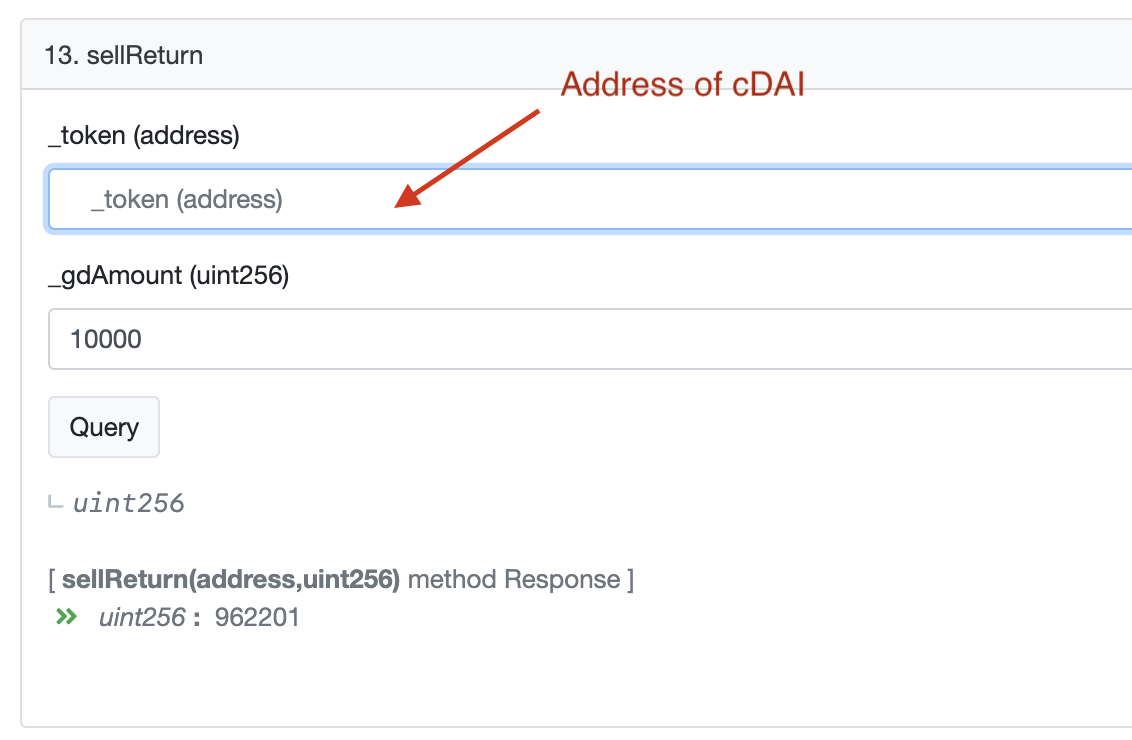 13. sellReturn
Address of cDAI
_token (address)
_token (address)
_gdAmount (uint256)
10000
Query
uint256
[ sellReturn(address,uint256) method Response ]
uint256 : 962201